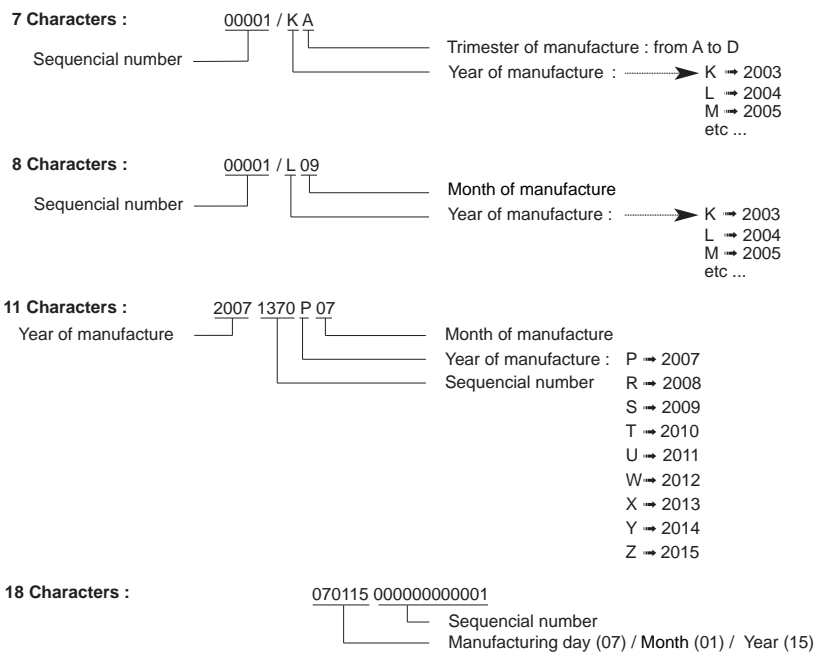 7 Characters : 00001 / K A
Trimester of manufacture : from A to D
Sequencial number
Year of manufacture : K ➟ 2003
L ➟ 2004
M ➟ 2005
etc ...
8 Characters : 00001 / L 09
Month of manufacture
Sequencial number
Year of manufacture : K ➟ 2003
L ➟ 2004
M ➟ 2005
etc ...
11 Characters : 2007 1370 P 07
Year of manufacture
Month of manufacture
Year of manufacture : P ➟ 2007
Sequencial number R ➟ 2008
S ➟ 2009
T ➟ 2010
U ➟ 2011
W ➟ 2012
X ➟ 2013
Y ➟ 2014
Z ➟ 2015
18 Characters : 070115 000000000001
Sequencial number
Manufacturing day (07) / Month (01) / Year (15)